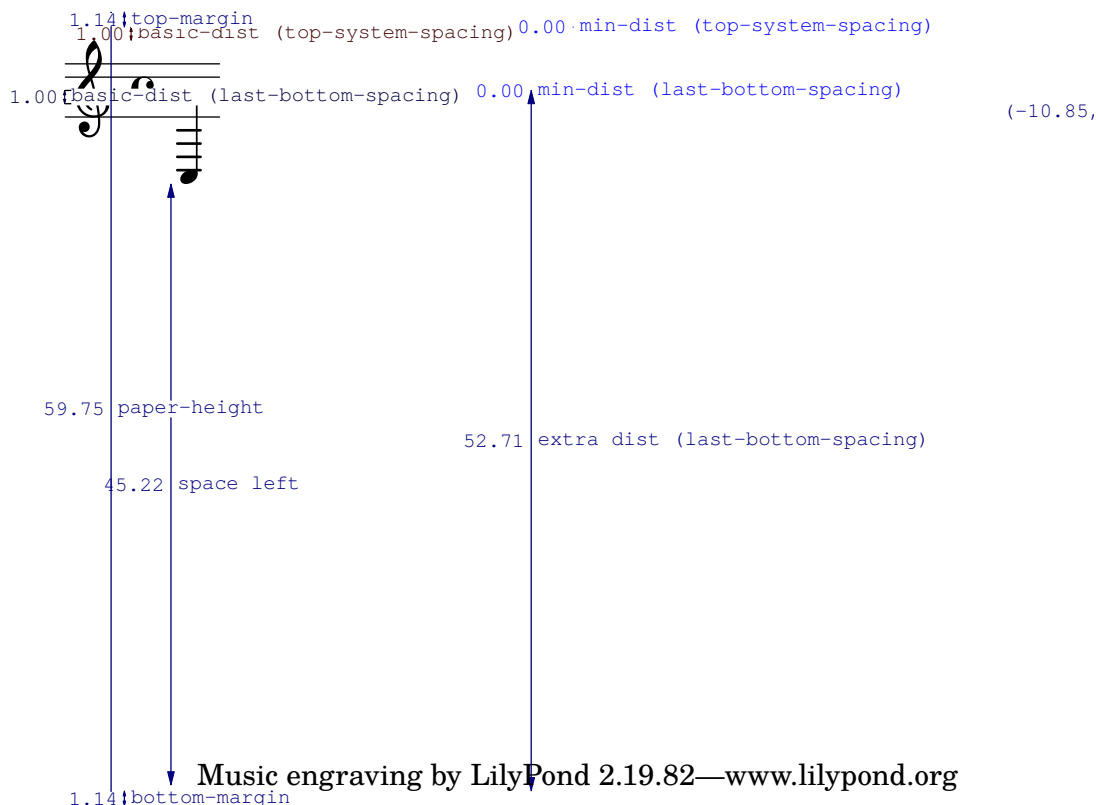 1.14 top-margin
1.00 basic-dist (top-system-spacing) 0.00 min-dist (top-system-spacing)
1.00 basic-dist (last-bottom-spacing) 0.00 min-dist (last-bottom-spacing)
(-10.85,
59.75 paper-height
52.71 extra dist (last-bottom-spacing)
45.22 space left
Music engraving by LilyPond 2.19.82—www.lilypond.org
1.14 bottom-margin